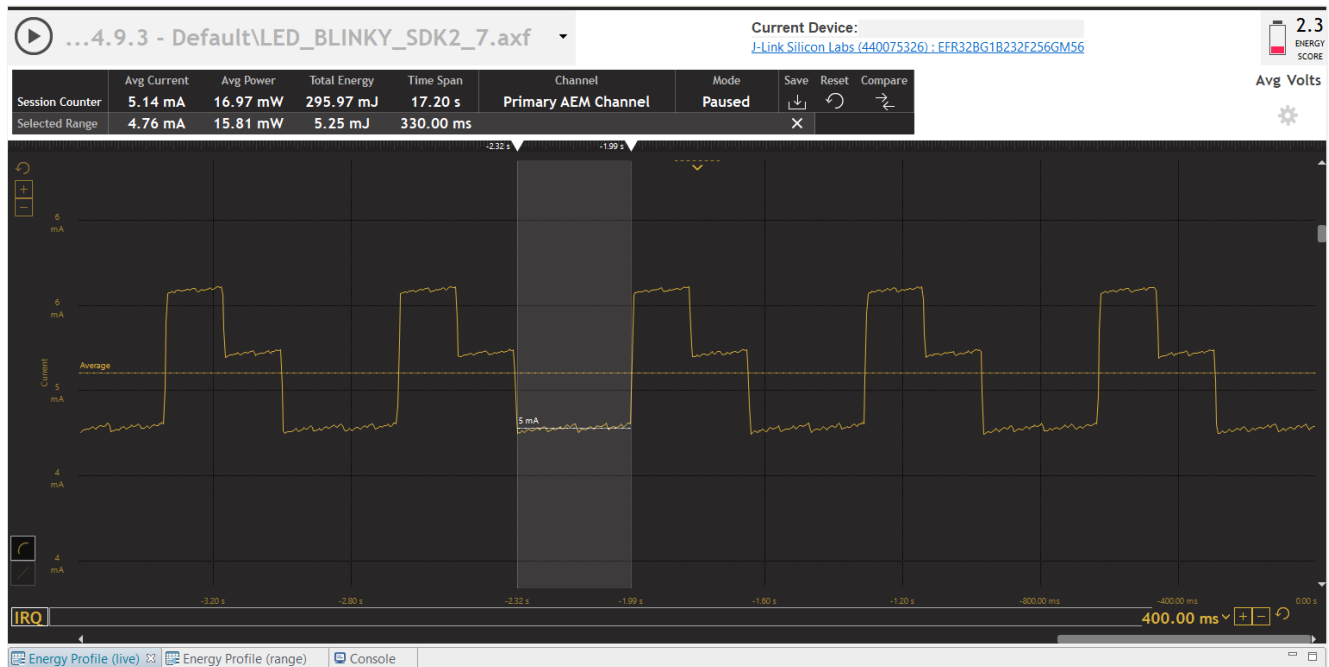 ...4.9.3 - Default\LED_BLINKY_SDK2_7.axf
Current Device:
J-Link Silicon Labs (440075326) : EFR32BG1B232F256GM56
2.3
ENERGY
SCORE
Avg Current Avg Power Total Energy Time Span Channel Mode Save Reset Compare
Session Counter 5.14 mA 16.97 mW 295.97 mJ 17.20 s Primary AEM Channel Paused
Selected Range 4.76 mA 15.81 mW 5.25 mJ 330.00 ms
Avg Volts
-2.32 s -1.99 s
6
mA
6
mA
Average
Current
5
mA
5 mA
4
mA
4
mA
-3.20 s -2.80 s -2.32 s -1.99 s -1.60 s -1.20 s -800.00 ms -400.00 ms 0.00 s
IRQ
400.00 ms
Energy Profile (live) Energy Profile (range) Console